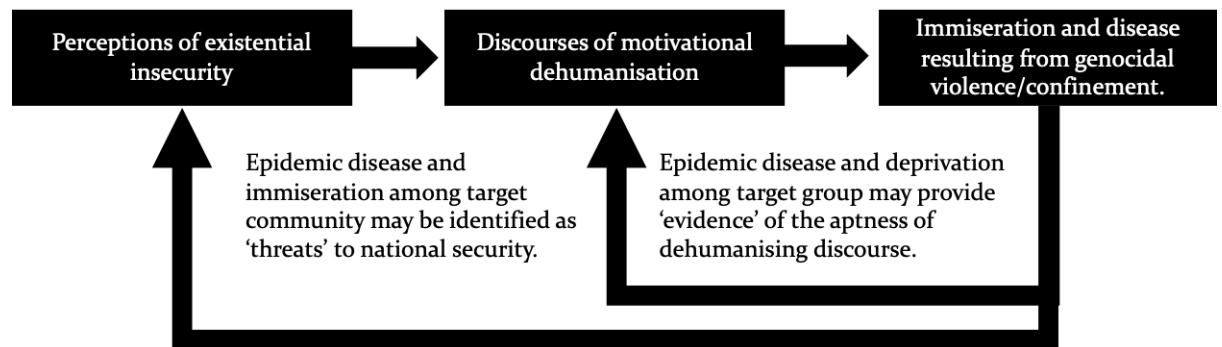 Perceptions of existential
insecurity
Discourses of motivational
dehumanisation
Immiseration and disease
resulting from genocidal
violence/confinement.
Epidemic disease and
immiseration among target
community may be identified as
‘threats’ to national security.
Epidemic disease and deprivation
among target group may provide
‘evidence’ of the aptness of
dehumanising discourse.